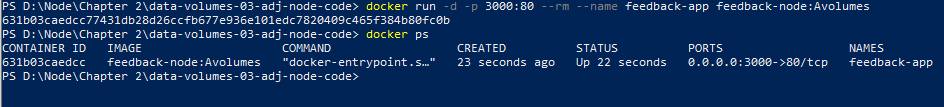 PS D:\Node\Chapter 2\data-volumes-03-adj-node-code> docker run -d -p 3000:80 --rm --name feedback-app feedback-node:Avolumes
631b03caedcc77431db28d26ccfb677e936e101edc7820409c465f384b80fc0b
PS D:\Node\Chapter 2\data-volumes-03-adj-node-code> docker ps
CONTAINER ID   IMAGE                    COMMAND                  CREATED          STATUS          PORTS                  NAMES
631b03caedcc   feedback-node:Avolumes   "docker-entrypoint.s…"   23 seconds ago   Up 22 seconds   0.0.0.0:3000->80/tcp   feedback-app
PS D:\Node\Chapter 2\data-volumes-03-adj-node-code>